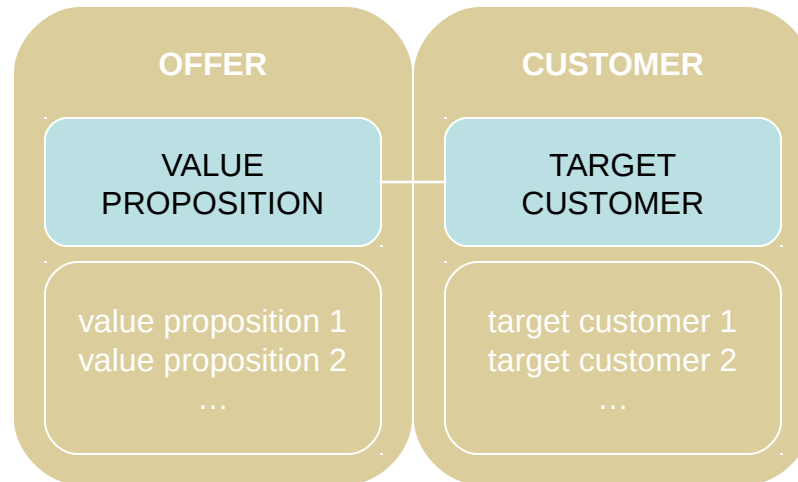 OFFER
VALUE
PROPOSITION
value proposition 1
value proposition 2
...
CUSTOMER
TARGET
CUSTOMER
target customer 1
target customer 2
...